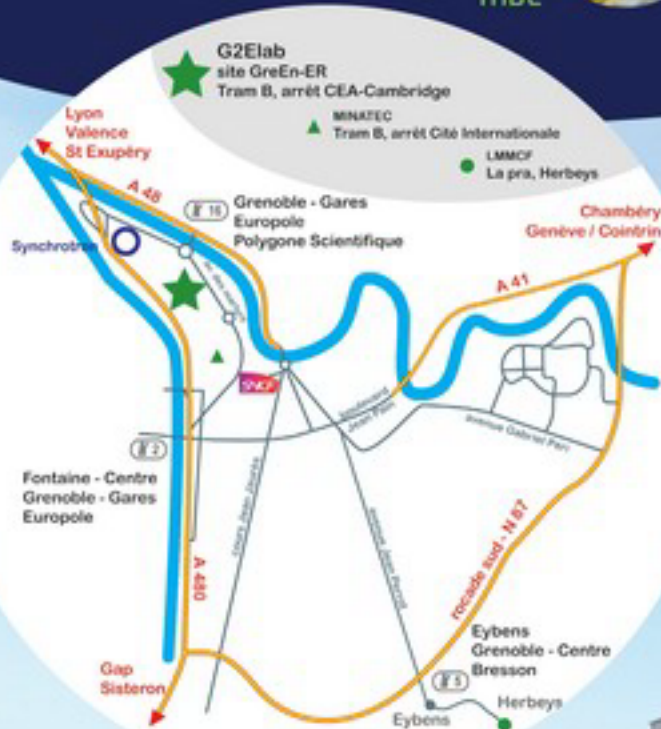 G2Elab
site GreEn-ER
Tram B, arrêt CEA-Cambridge
MINATEC
Tram B, arrêt Cité Internationale
LMMCF
La pra, Herbeys
Lyon
Valence
St Exupéry
A 48
16
Grenoble - Gares
Europole
Polygone Scientifique
Chambéry
Genève / Cointrin
Synchrotron
A 41
SNCF
boulevard
Jean Pain
avenue Gabriel Péri
2
Fontaine - Centre
Grenoble - Gares
Europole
cours Jean Jaurès
avenue Jean Perrot
A 480
rocade sud - N 87
Eybens
Grenoble - Centre
Bresson
5
Gap
Sisteron
Herbeys
Eybens